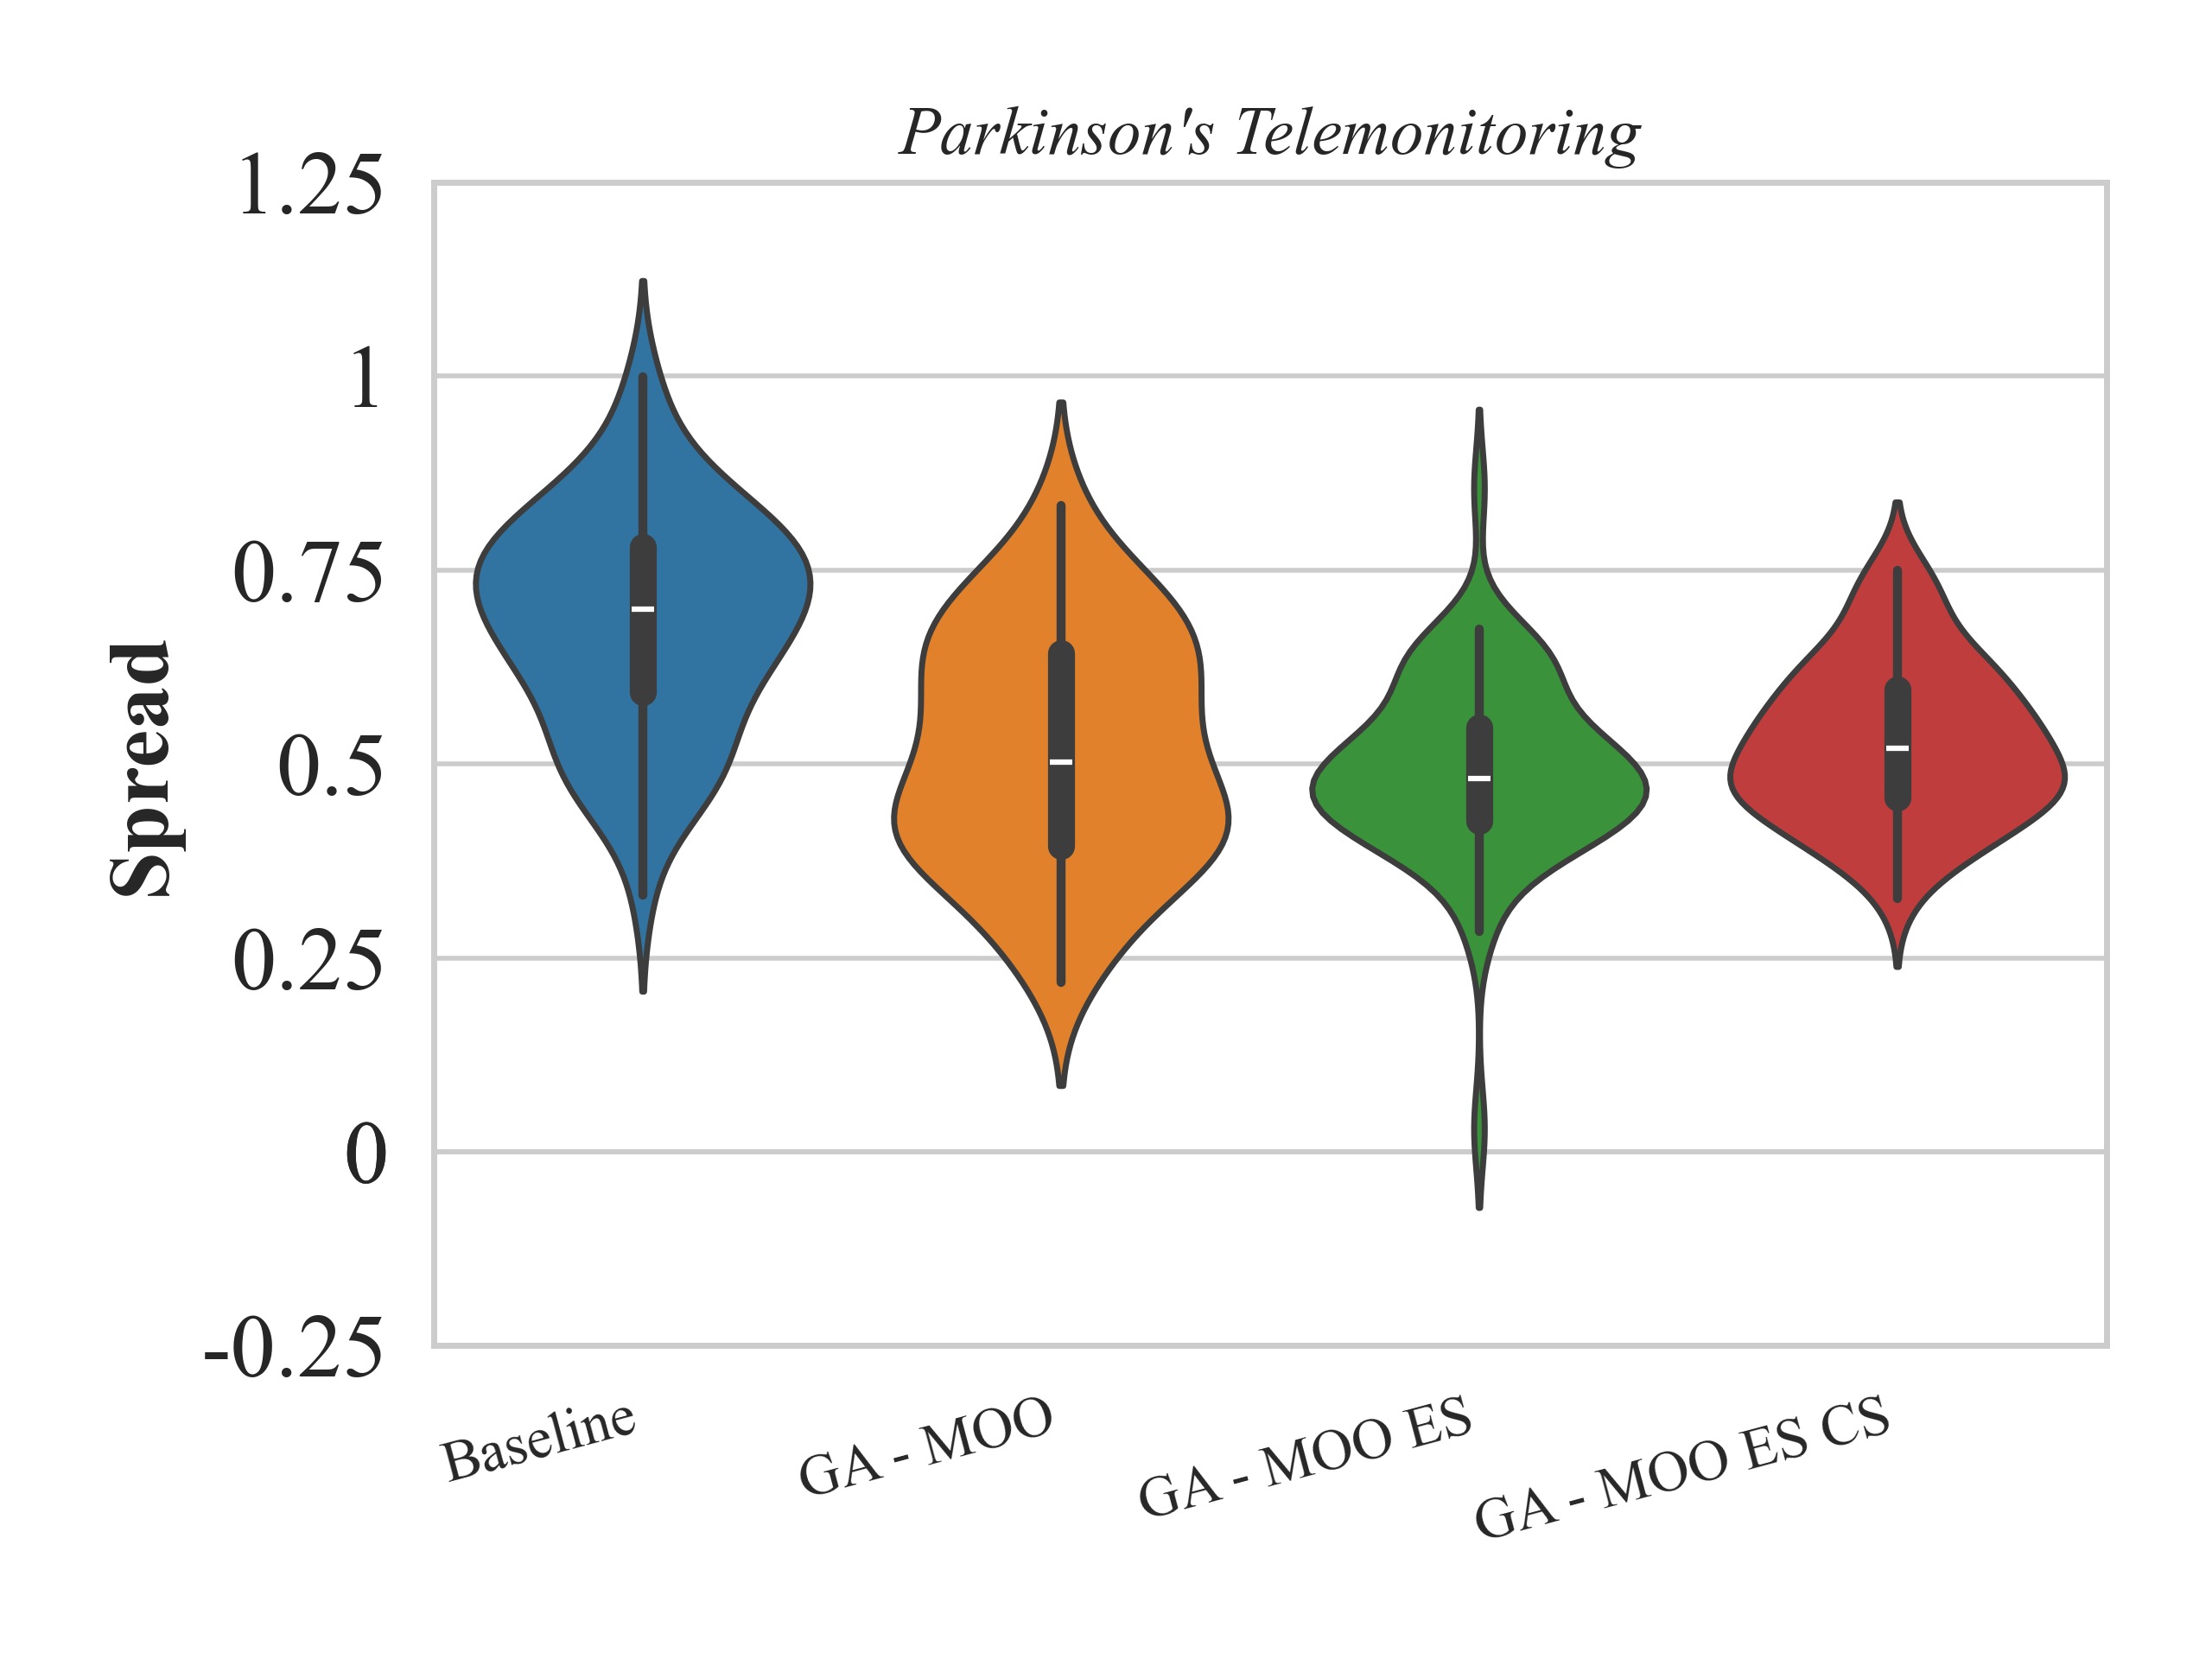 Parkinson's Telemonitoring
1.25
1
0.75
0.5
0.25
0
-0.25
Spread
Baseline
GA - MOO
GA - MOO ES
GA - MOO ES CS